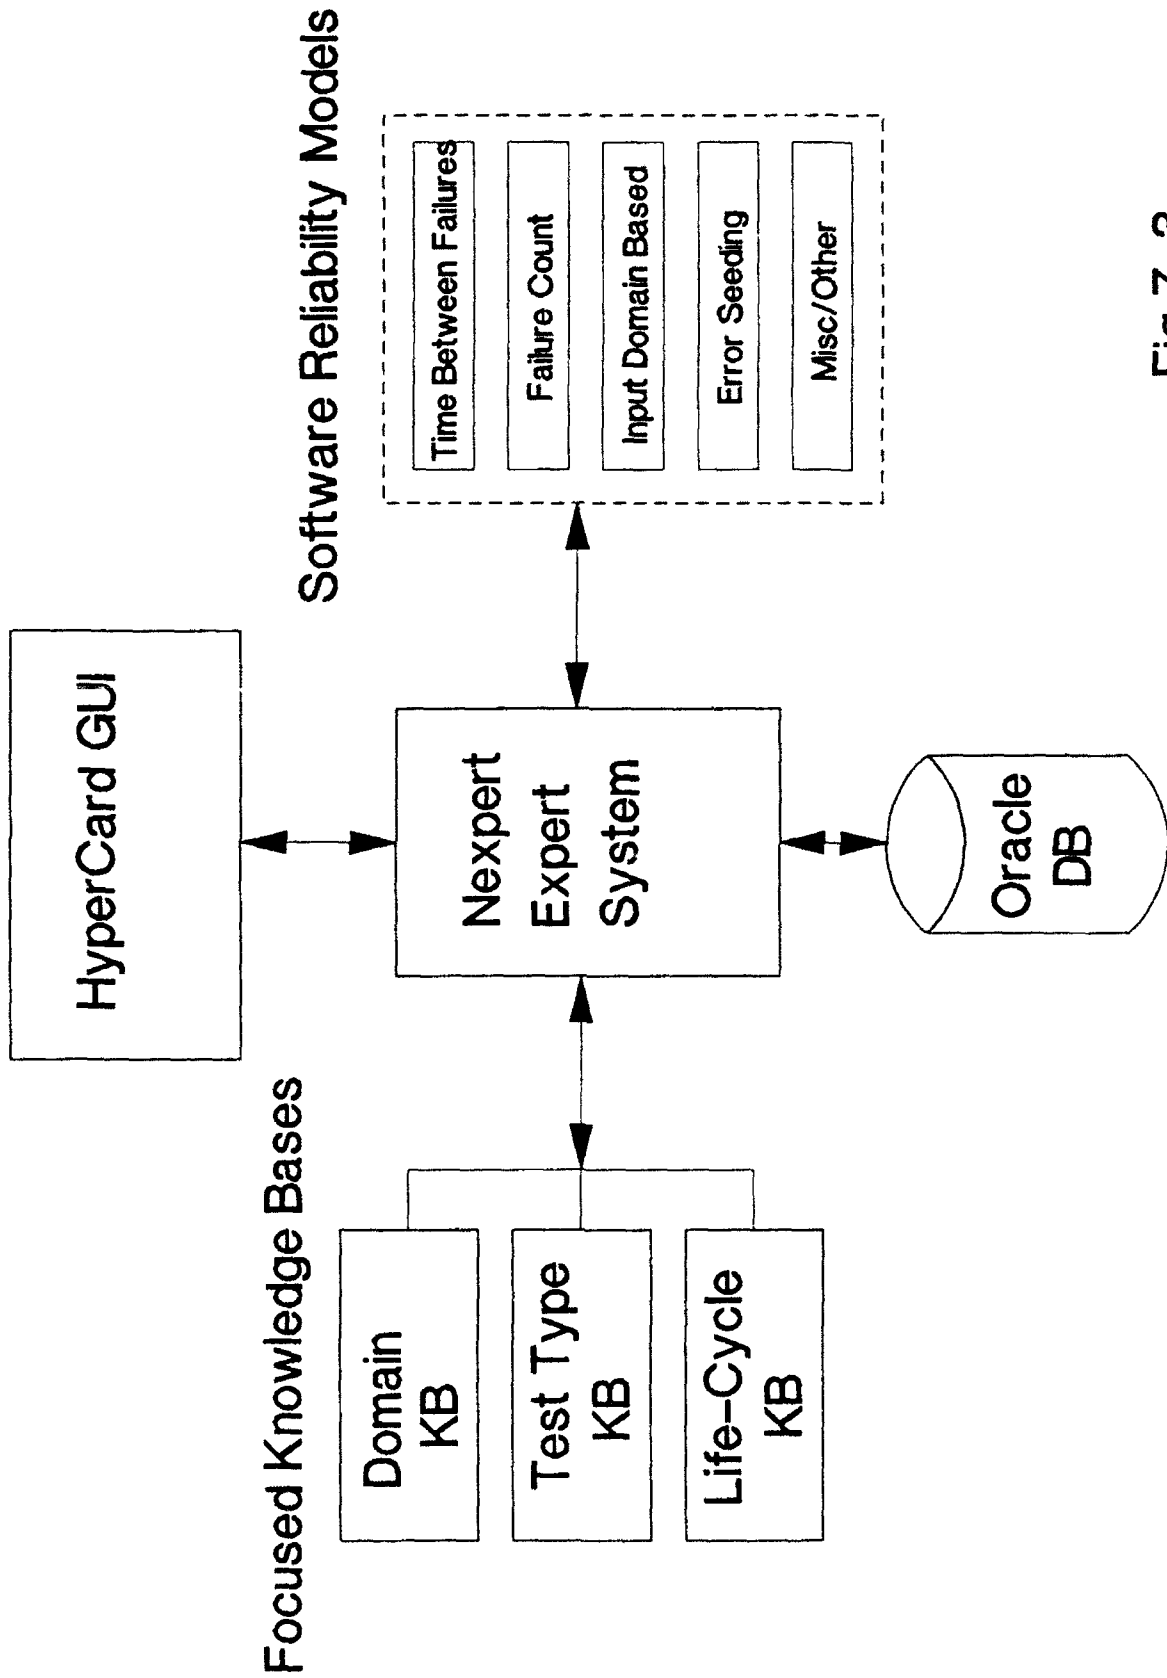 HyperCard GUI
Focused Knowledge Bases
Software Reliability Models
Domain
KB
Test Type
KB
Life-Cycle
KB
Nexpert
Expert
System
Time Between Failures
Failure Count
Input Domain Based
Error Seeding
Misc/Other
Oracle
DB